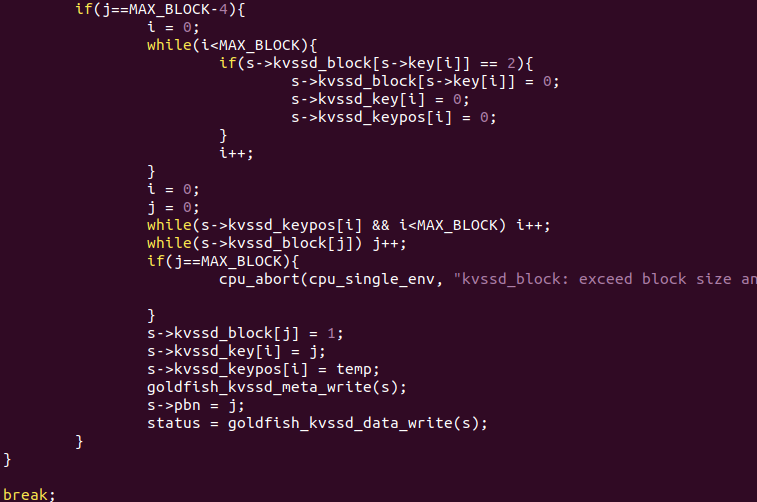 if(j==MAX_BLOCK-4){
i = 0;
while(i<MAX_BLOCK){
if(s->kvssd_block[s->key[i]] == 2){
s->kvssd_block[s->key[i]] = 0;
s->kvssd_key[i] = 0;
s->kvssd_keypos[i] = 0;
}
i++;
}
i = 0;
j = 0;
while(s->kvssd_keypos[i] && i<MAX_BLOCK) i++;
while(s->kvssd_block[j]) j++;
if(j==MAX_BLOCK){
cpu_abort(cpu_single_env, "kvssd_block: exceed block size an
}
s->kvssd_block[j] = 1;
s->kvssd_key[i] = j;
s->kvssd_keypos[i] = temp;
goldfish_kvssd_meta_write(s);
s->pbn = j;
status = goldfish_kvssd_data_write(s);
}
}
break;